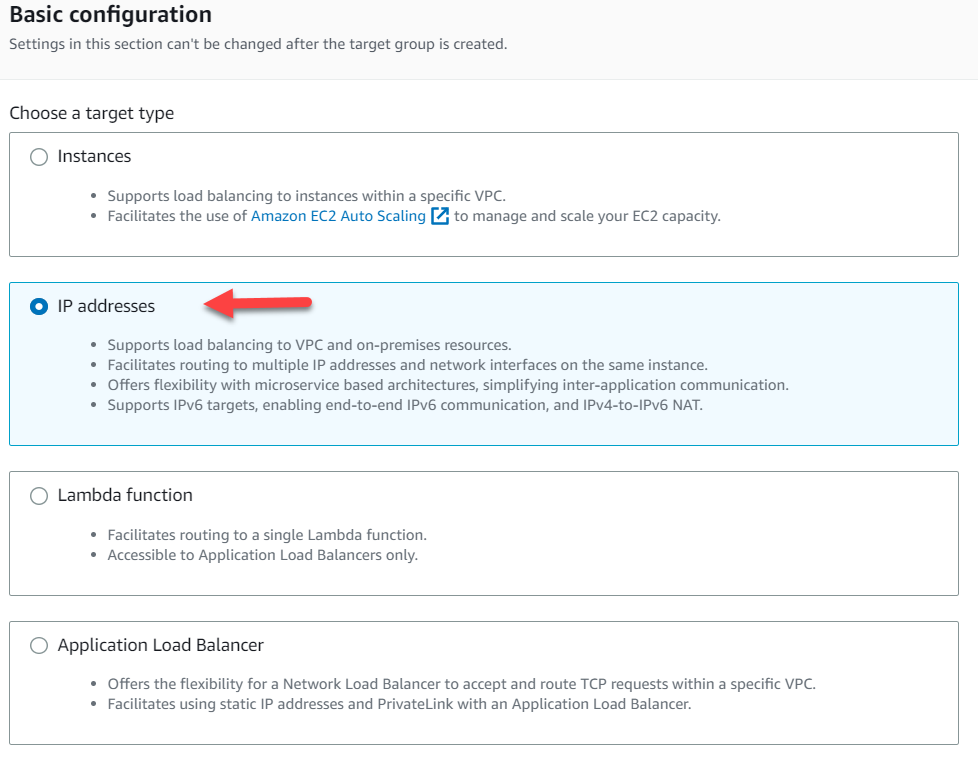 Basic configuration
Settings in this section can't be changed after the target group is created.
Choose a target type
Instances
• Supports load balancing to instances within a specific VPC.
• Facilitates the use of Amazon EC2 Auto Scaling to manage and scale your EC2 capacity.
IP addresses
• Supports load balancing to VPC and on-premises resources.
• Facilitates routing to multiple IP addresses and network interfaces on the same instance.
• Offers flexibility with microservice based architectures, simplifying inter-application communication.
• Supports IPv6 targets, enabling end-to-end IPv6 communication, and IPv4-to-IPv6 NAT.
Lambda function
• Facilitates routing to a single Lambda function.
• Accessible to Application Load Balancers only.
Application Load Balancer
• Offers the flexibility for a Network Load Balancer to accept and route TCP requests within a specific VPC.
• Facilitates using static IP addresses and PrivateLink with an Application Load Balancer.